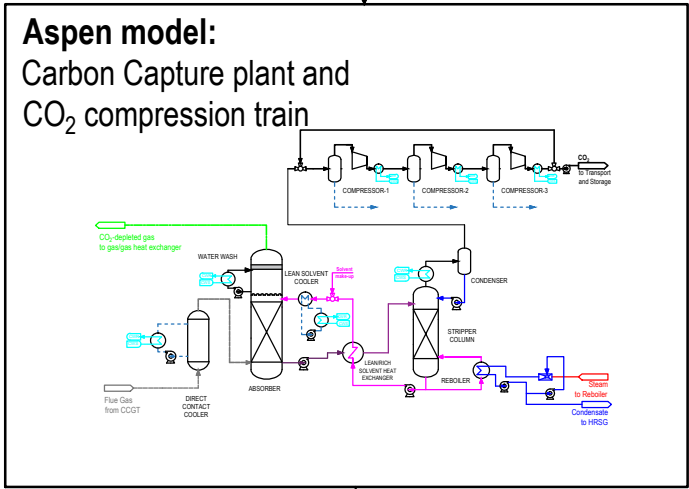 Aspen model:
Carbon Capture plant and
CO₂ compression train
CO₂
to Transport
and Storage
COMPRESSOR-1
COMPRESSOR-2
COMPRESSOR-3
CO₂-depleted gas
to gas/gas heat exchanger
WATER WASH
LEAN SOLVENT
COOLER
Solvent
make-up
CONDENSER
STRIPPER
COLUMN
LEAN/RICH
SOLVENT HEAT
EXCHANGER
REBOILER
ABSORBER
DIRECT
CONTACT
COOLER
Flue Gas
from CCGT
Steam
to Reboiler
Condensate
to HRSG